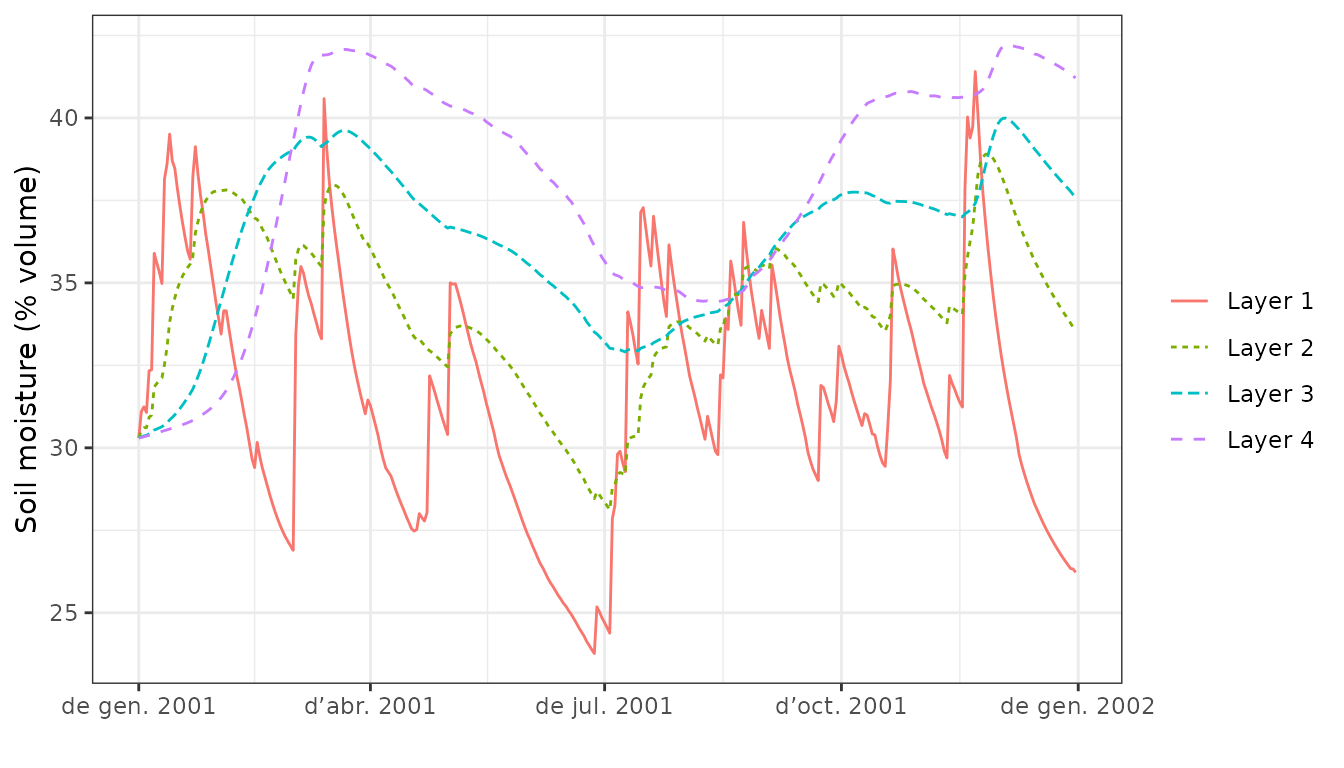 Soil moisture (% volume)
40
35
30
25
de gen. 2001
d’abr. 2001
de jul. 2001
d’oct. 2001
de gen. 2002
Layer 1
Layer 2
Layer 3
Layer 4